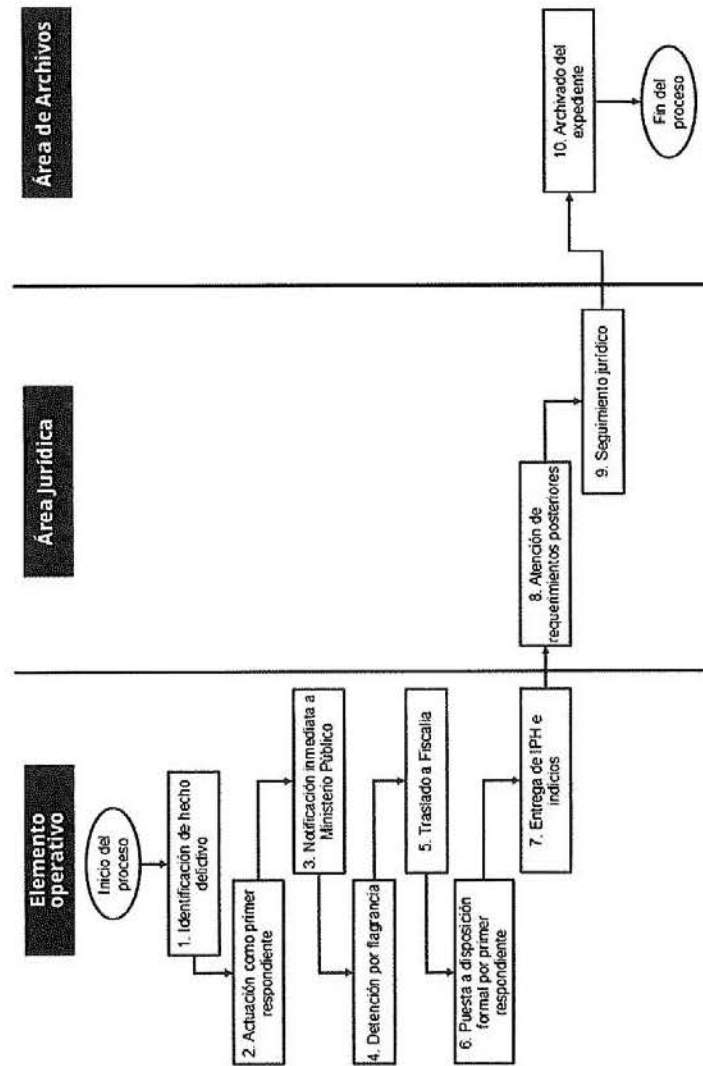 Elemento
operativo
Inicio del
proceso
1. Identificación de hecho
delictivo
2. Actuación como primer
respondiente
3. Notificación inmediata a
Ministerio Público
4. Detención por flagrancia
5. Traslado a Fiscalía
6. Puesta a disposición
formal por primer
respondiente
7. Entrega de IPH e
indicios
Área Jurídica
8. Atención de
requerimientos posteriores
9. Seguimiento jurídico
Área de Archivos
10. Archivado del
expediente
Fin del
proceso